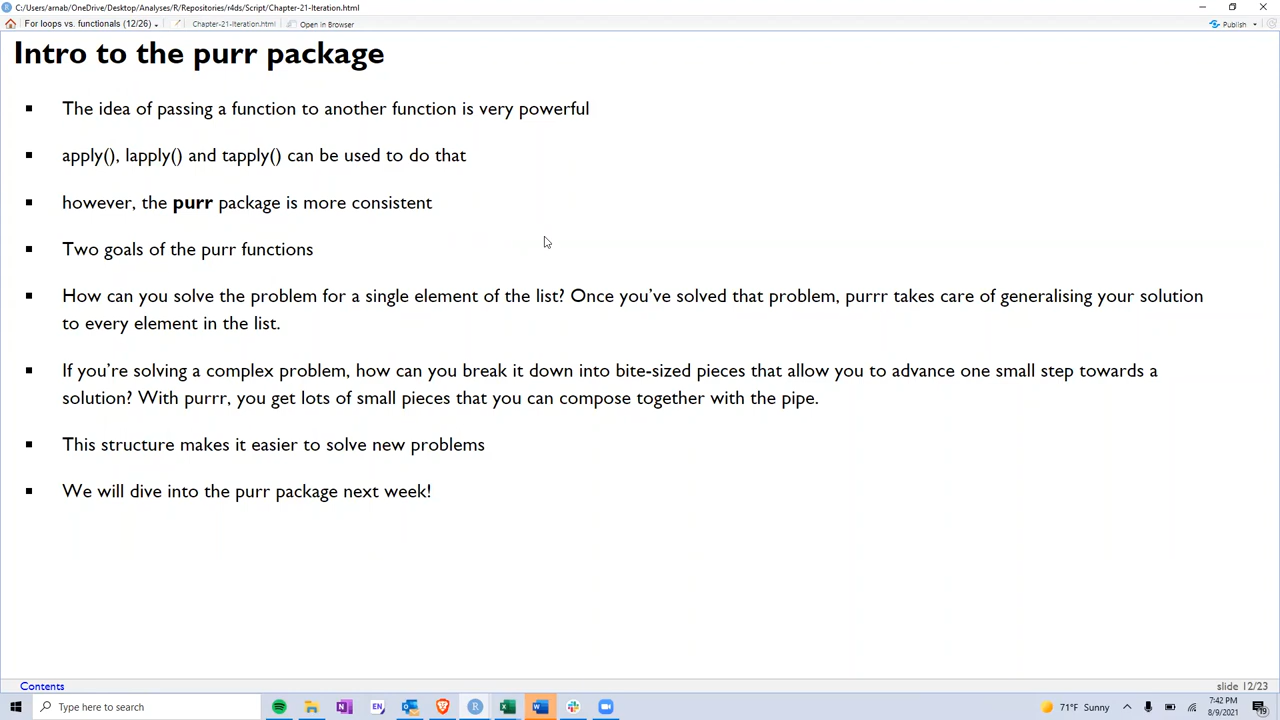 C:/Users/arnab/OneDrive/Desktop/Analyses/R/Repositories/r4ds/Script/Chapter-21-Iteration.html
For loops vs. functionals (12/26) Chapter-21-Iteration.html Open in Browser Publish
Intro to the purr package
The idea of passing a function to another function is very powerful
apply(), lapply() and tapply() can be used to do that
however, the purr package is more consistent
Two goals of the purr functions
How can you solve the problem for a single element of the list? Once you’ve solved that problem, purrr takes care of generalising your solution
to every element in the list.
If you’re solving a complex problem, how can you break it down into bite-sized pieces that allow you to advance one small step towards a
solution? With purrr, you get lots of small pieces that you can compose together with the pipe.
This structure makes it easier to solve new problems
We will dive into the purr package next week!
Contents slide 12/23
Type here to search EN 71°F Sunny 7:42 PM
8/9/2021 19